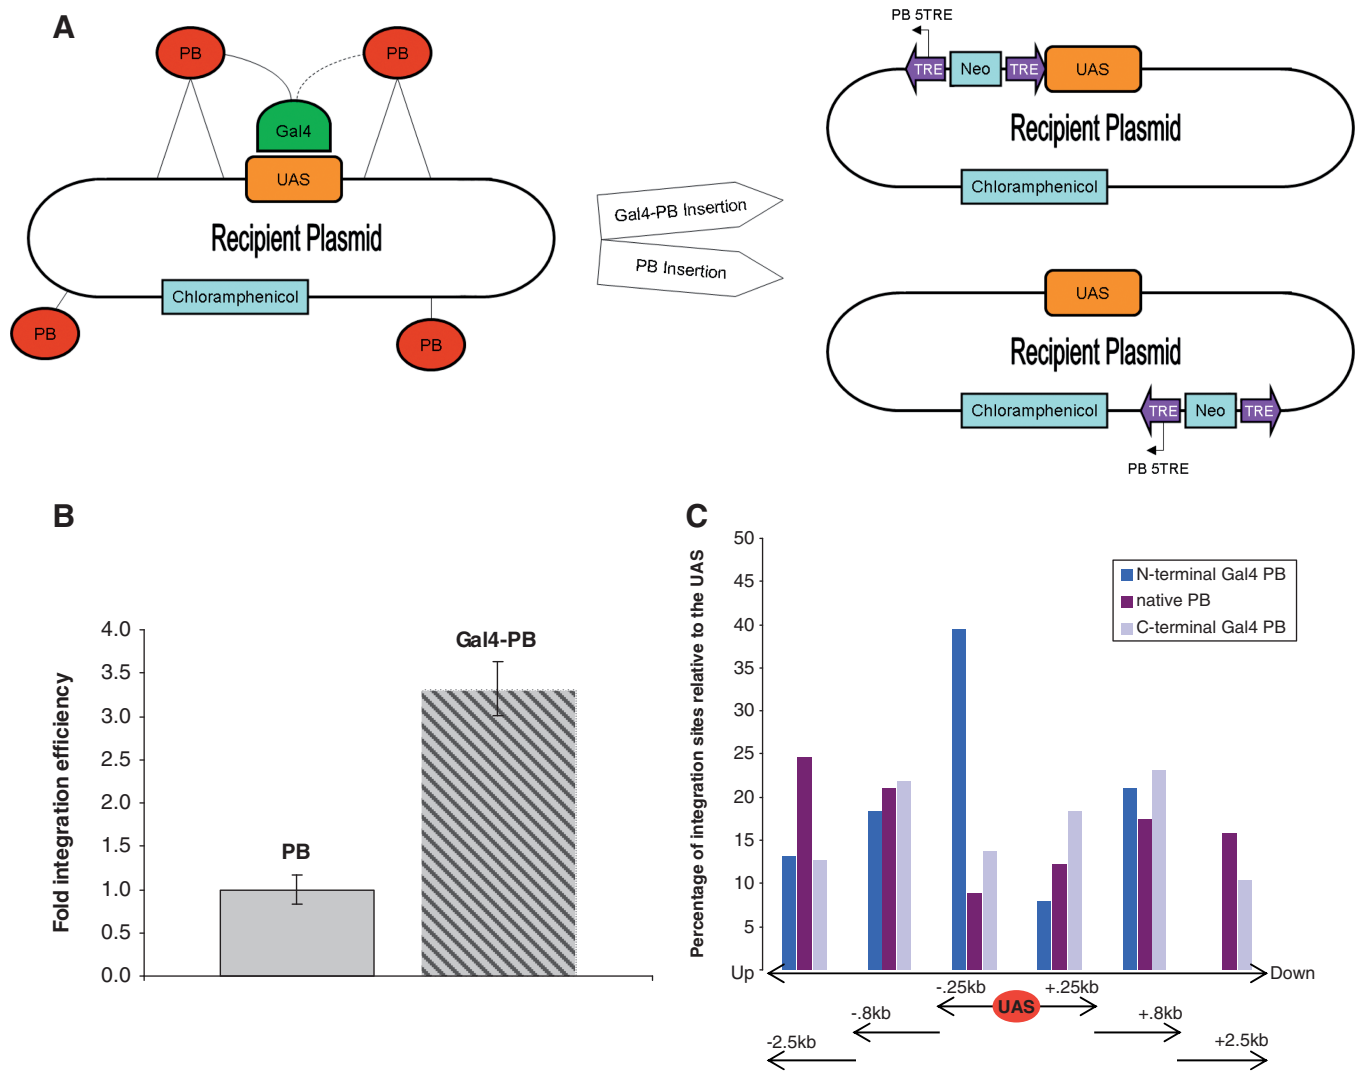 A
PB
PB
Gal4
UAS
Recipient Plasmid
Chloramphenicol
PB
PB
Gal4-PB Insertion
PB Insertion
PB 5TRE
TRE
Neo
TRE
UAS
Recipient Plasmid
Chloramphenicol
UAS
Recipient Plasmid
Chloramphenicol
TRE
Neo
TRE
PB 5TRE
B
Fold integration efficiency
4.0
3.5
3.0
2.5
2.0
1.5
1.0
0.5
0.0
PB
Gal4-PB
C
Percentage of integration sites relative to the UAS
50
45
40
35
30
25
20
15
10
5
N-terminal Gal4 PB
native PB
C-terminal Gal4 PB
Up
Down
-.25kb
+.25kb
UAS
-.8kb
+.8kb
-2.5kb
+2.5kb